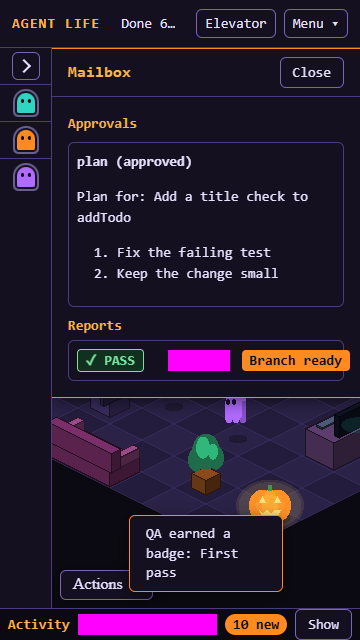 AGENT LIFE Done 6… Elevator Menu ▾
Mailbox Close
Approvals
plan (approved)
Plan for: Add a title check to
addTodo
1. Fix the failing test
2. Keep the change small
Reports
✓ PASS Branch ready
QA earned a
badge: First
pass
Actions
Activity 10 new Show